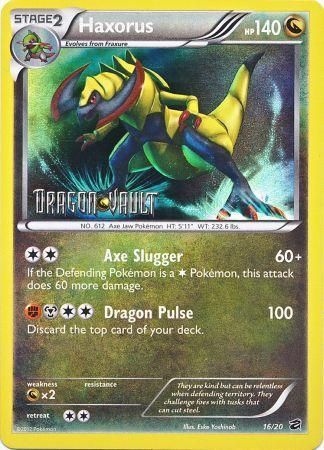 STAGE2 Haxorus HP140
Evolves from Fraxure
DRAGON VAULT
NO. 612 Axe Jaw Pokémon HT: 5'11" WT: 232.6 lbs.
Axe Slugger 60+
If the Defending Pokémon is a Pokémon, this attack
does 60 more damage.
Dragon Pulse 100
Discard the top card of your deck.
weakness resistance
×2
They are kind but can be relentless
when defending territory. They
challenge foes with tusks that
can cut steel.
retreat
©2012 Pokémon Illus. Eske Yoshinob 16/20